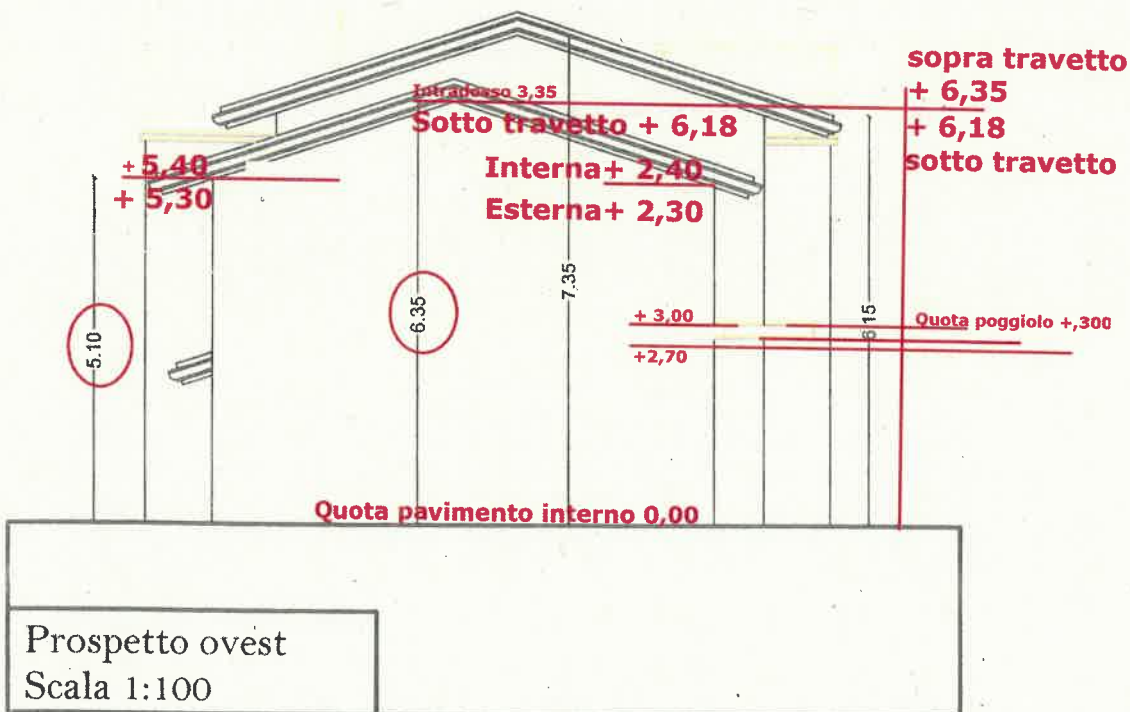 sopra travetto
+ 6,35
Intradosso 3,35
Sotto travetto + 6,18
+ 6,18
sotto travetto
+ 5,40
+ 5,30
Interna+ 2,40
Esterna+ 2,30
7.35
6.35
5.10
6.15
+ 3,00
Quota poggiolo +,300
+2,70
Quota pavimento interno 0,00
Prospetto ovest
Scala 1:100